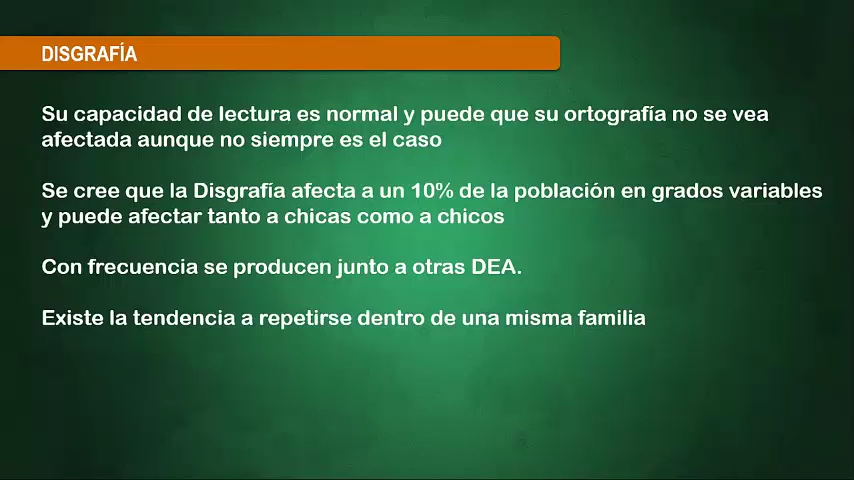 DISGRAFÍA
Su capacidad de lectura es normal y puede que su ortografía no se vea
afectada aunque no siempre es el caso
Se cree que la Disgrafía afecta a un 10% de la población en grados variables
y puede afectar tanto a chicas como a chicos
Con frecuencia se producen junto a otras DEA.
Existe la tendencia a repetirse dentro de una misma familia